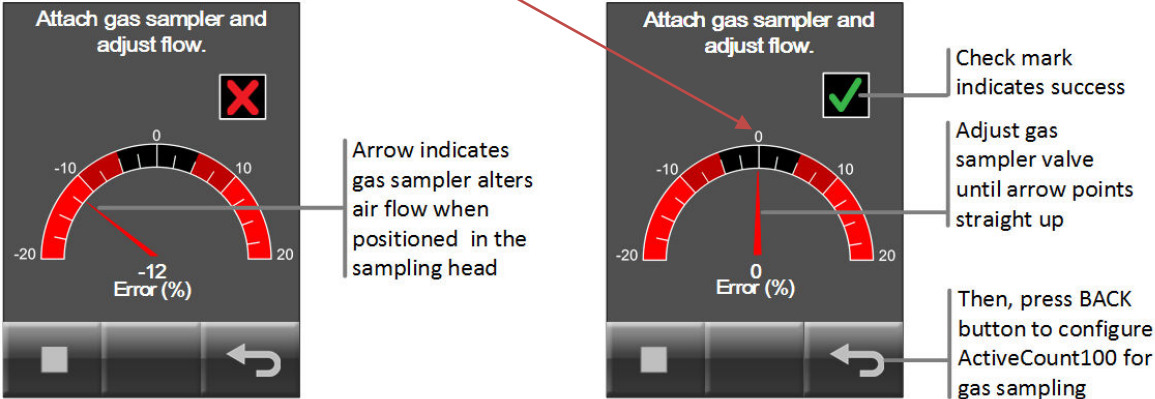 Attach gas sampler and
adjust flow.
0
-10
10
-20
20
-12
Error (%)
Arrow indicates
gas sampler alters
air flow when
positioned in the
sampling head
Attach gas sampler and
adjust flow.
0
-10
10
-20
20
0
Error (%)
Check mark
indicates success
Adjust gas
sampler valve
until arrow points
straight up
Then, press BACK
button to configure
ActiveCount100 for
gas sampling